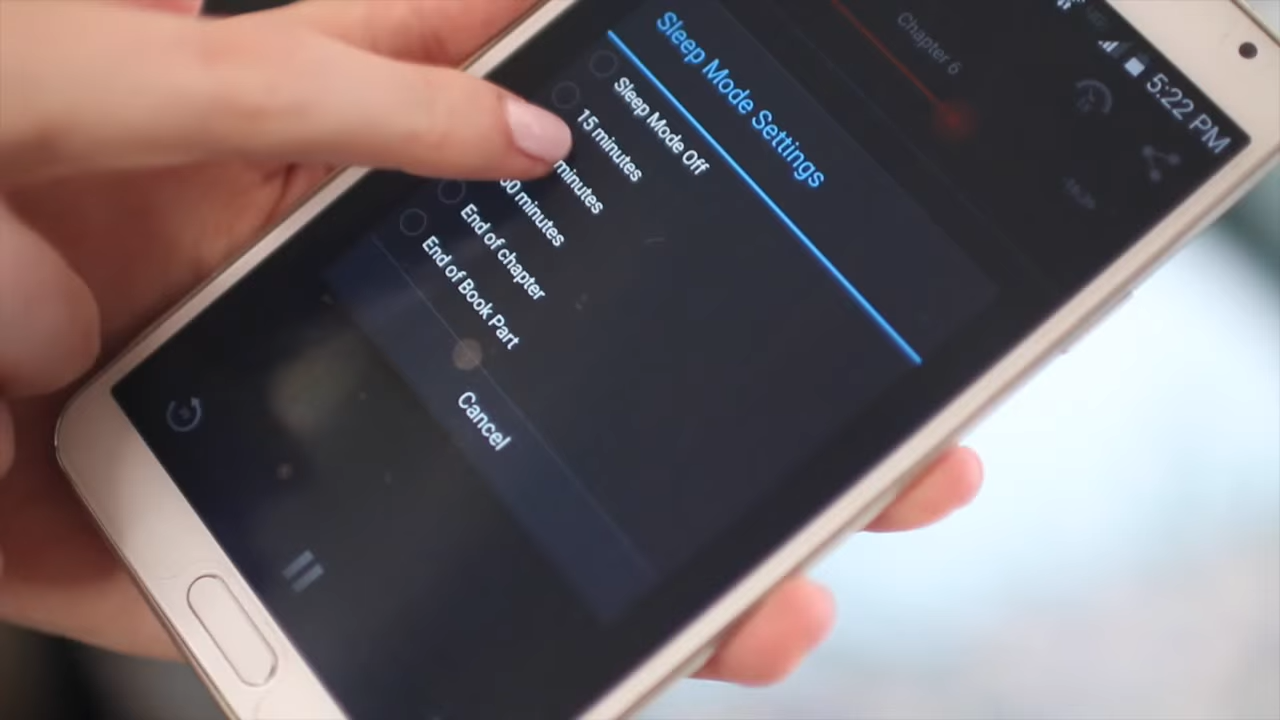 5:22 PM
Chapter 6
Sleep Mode Settings
Sleep Mode Off
15 minutes
minutes
60 minutes
End of chapter
End of Book Part
Cancel